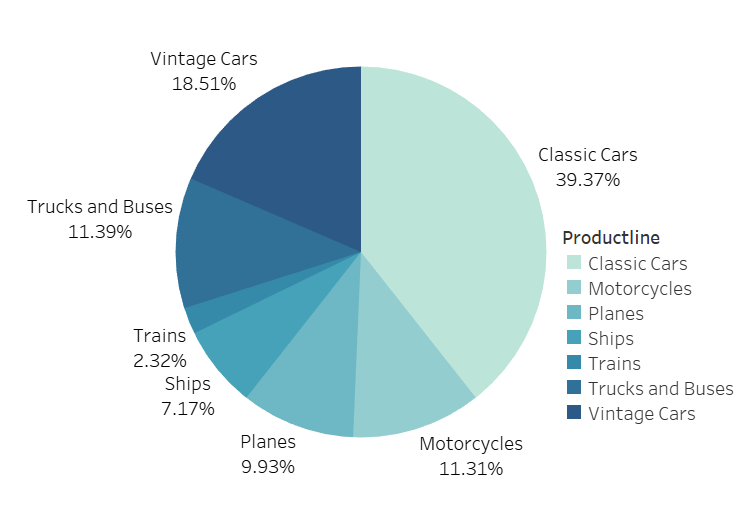 Vintage Cars
18.51%
Classic Cars
39.37%
Trucks and Buses
11.39%
Trains
2.32%
Ships
7.17%
Planes
9.93%
Motorcycles
11.31%
Productline
Classic Cars
Motorcycles
Planes
Ships
Trains
Trucks and Buses
Vintage Cars